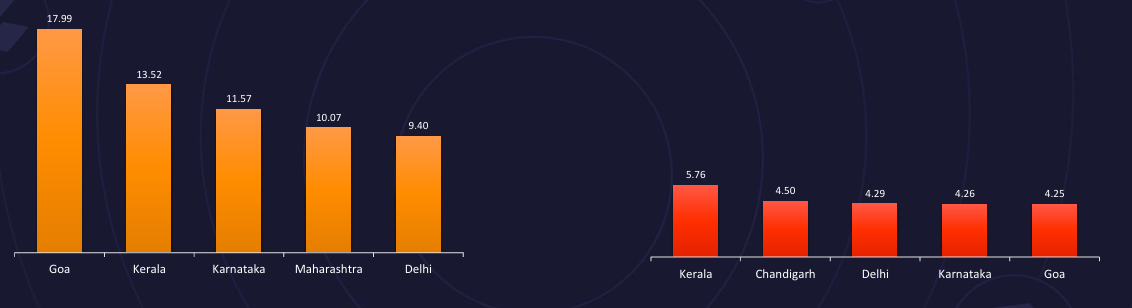 17.99
13.52
11.57
10.07
9.40
Goa
Kerala
Karnataka
Maharashtra
Delhi
5.76
4.50
4.29
4.26
4.25
Kerala
Chandigarh
Delhi
Karnataka
Goa